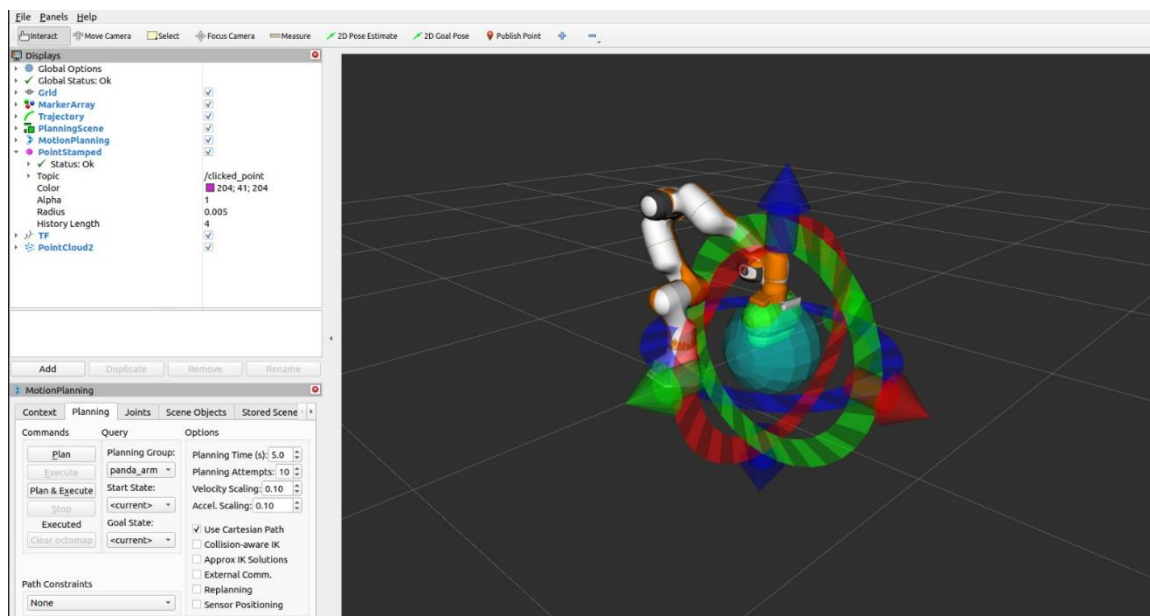 File Panels Help
Interact Move Camera Select Focus Camera Measure 2D Pose Estimate 2D Goal Pose Publish Point
Displays
Global Options
Global Status: Ok
Grid
MarkerArray
Trajectory
PlanningScene
MotionPlanning
PointStamped
Status: Ok
Topic /clicked_point
Color 204; 41; 204
Alpha 1
Radius 0.005
History Length 4
TF
PointCloud2
Add Duplicate Remove Rename
MotionPlanning
Context Planning Joints Scene Objects Stored Scene
Commands Query Options
Plan Planning Group: Planning Time (s): 5.0
Execute panda_arm Planning Attempts: 10
Plan & Execute Start State: Velocity Scaling: 0.10
Stop <current> Accel. Scaling: 0.10
Executed Goal State: Use Cartesian Path
Clear octomap <current> Collision-aware IK
Approx IK Solutions
External Comm.
Path Constraints Replanning
None Sensor Positioning